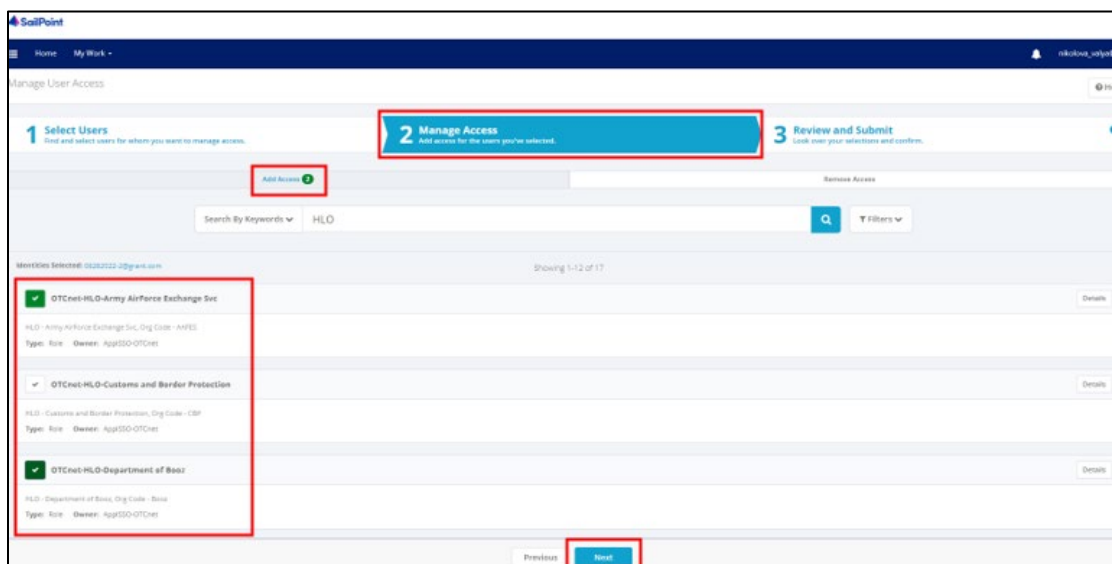 SailPoint
Home My Work
nikolova_valya
Manage User Access
1 Select Users
Find and select users for whom you want to manage access.
2 Manage Access
Add access for the users you've selected.
3 Review and Submit
Look over your selections and confirm.
Add Access 2
Remove Access
Search By Keywords HLO
Filters
Identities Selected:
Showing 1-12 of 17
OTCnet-HLO-Army AirForce Exchange Svc
Details
HLO - Army AirForce Exchange Svc, Org Code - AAFES
Type: Role Owner: ApplSSO-OTCnet
OTCnet-HLO-Customs and Border Protection
Details
HLO - Customs and Border Protection, Org Code - CBP
Type: Role Owner: ApplSSO-OTCnet
OTCnet-HLO-Department of Booz
Details
HLO - Department of Booz, Org Code - Booz
Type: Role Owner: ApplSSO-OTCnet
Previous Next